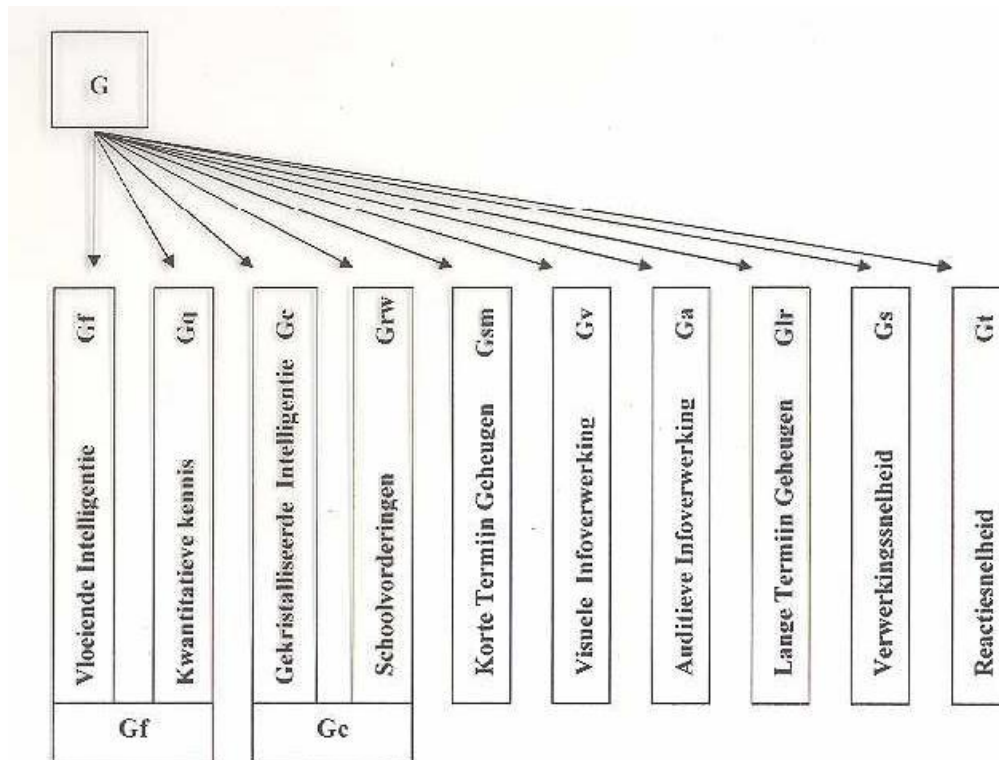 G
Vloeiende Intelligentie Gf
Kwantitatieve kennis Gq
Gekristalliseerde Intelligentie Gc
Schoolvorderingen Grw
Korte Termijn Geheugen Gsm
Visuele Infoverwerking Gv
Auditieve Infoverwerking Ga
Lange Termijn Geheugen Glr
Verwerkingssnelheid Gs
Reactiesnelheid Gt
Gf
Gc